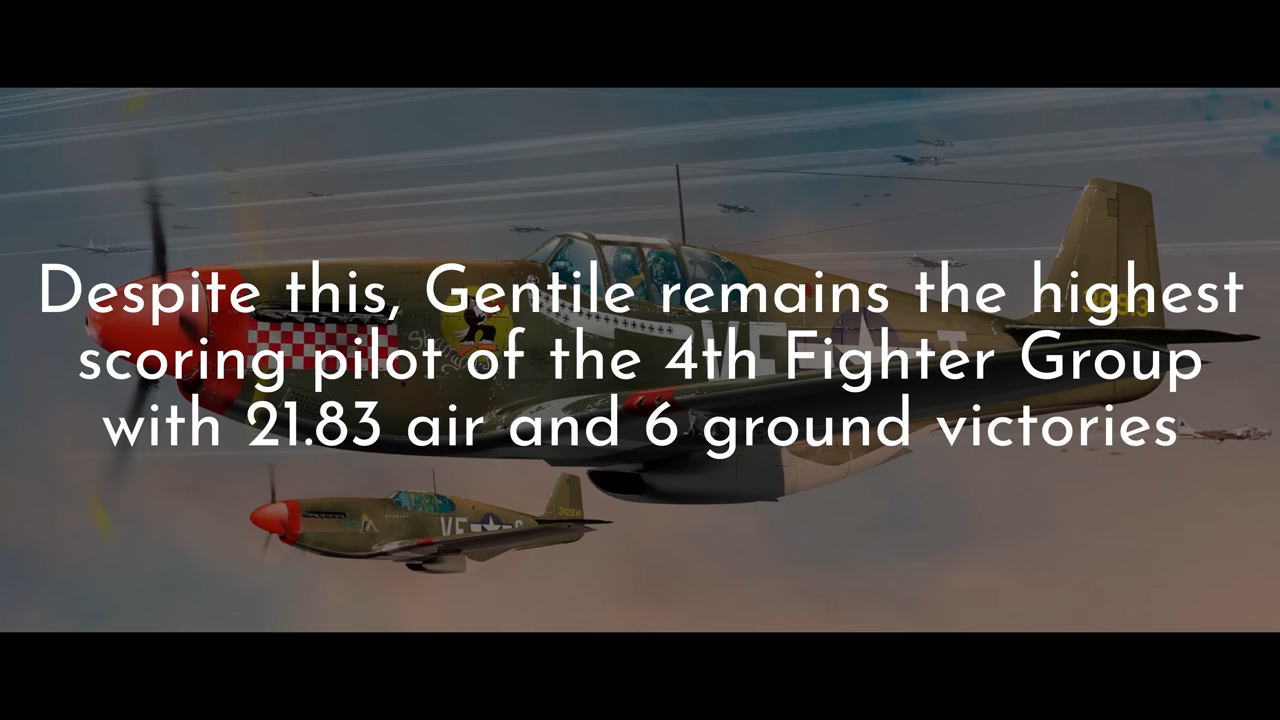 Despite this, Gentile remains the highest
scoring pilot of the 4th Fighter Group
with 21.83 air and 6 ground victories
VF